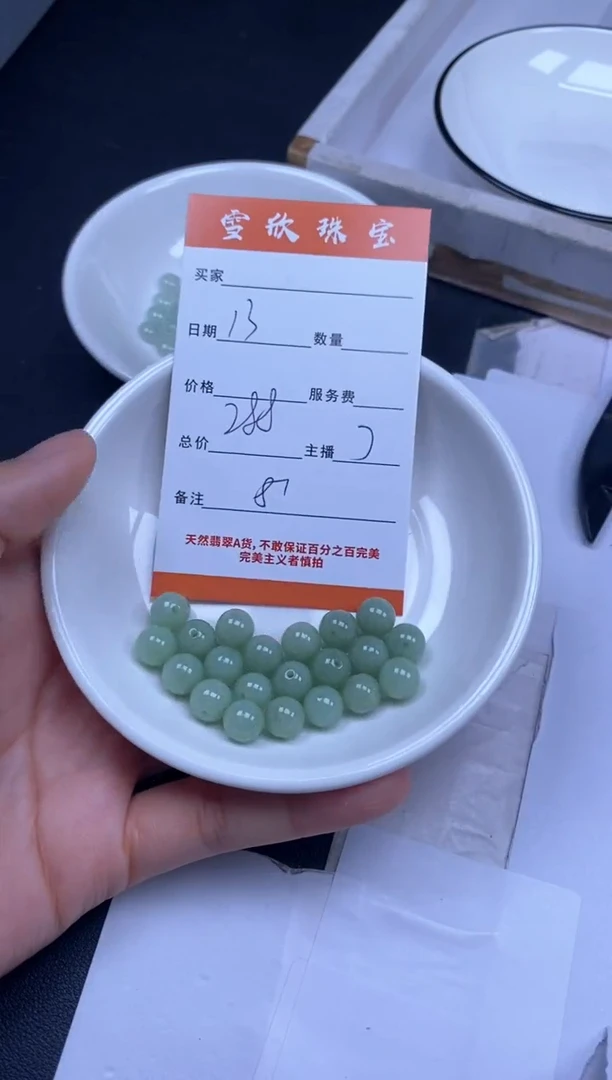 雪欣珠宝
买家
日期 13 数量
价格 288 服务费
总价 主播
备注 87
天然翡翠A货，不敢保证百分之百完美
完美主义者慎拍